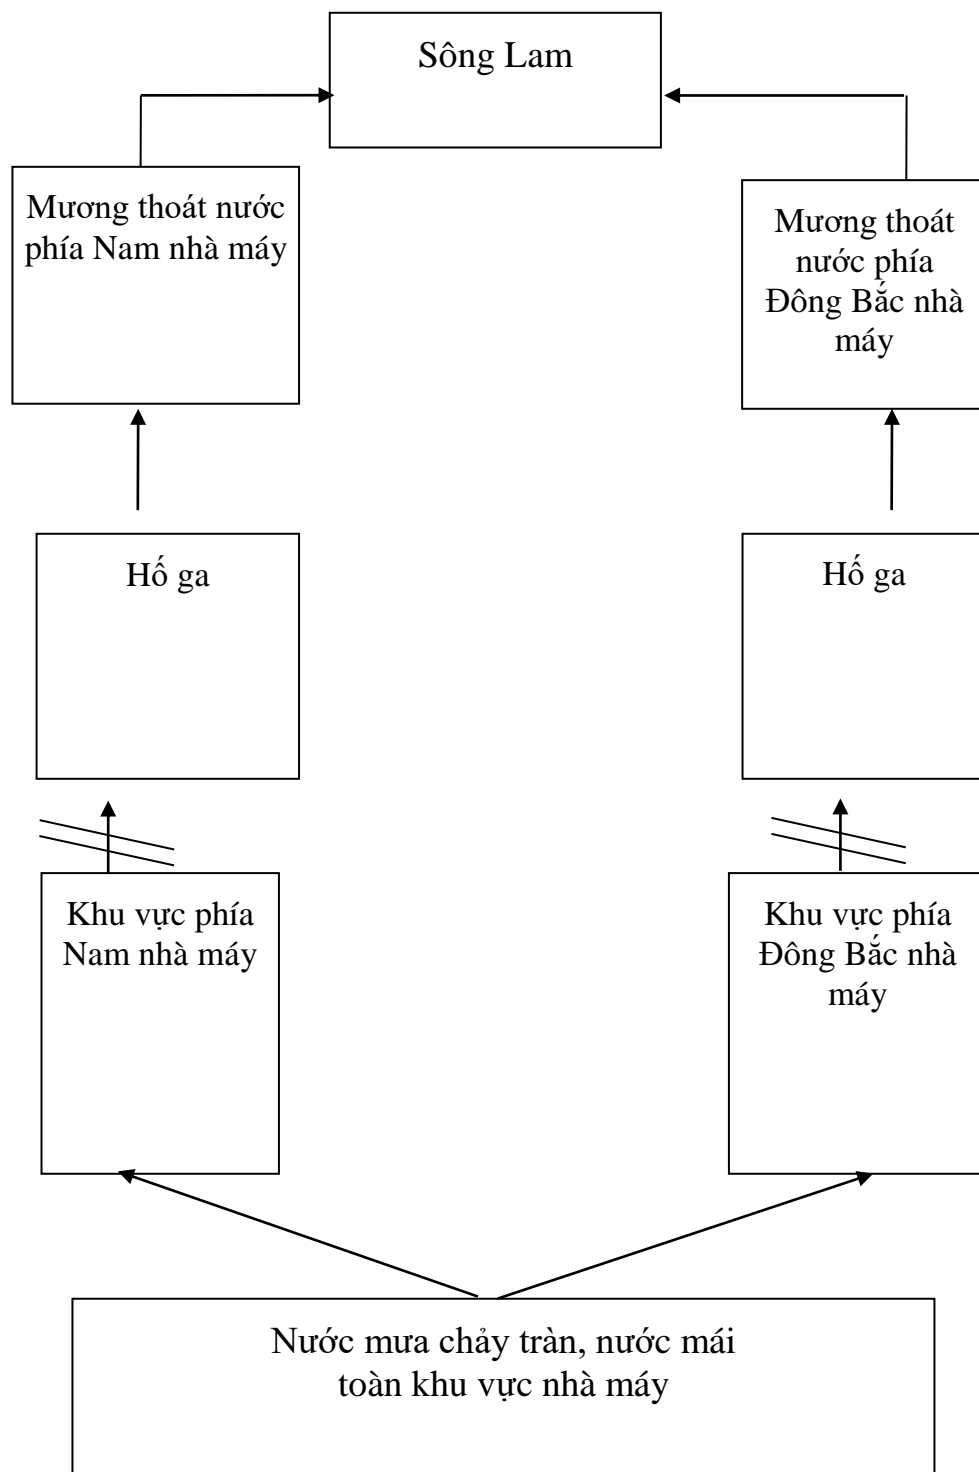 Sông Lam
Mương thoát nước
phía Nam nhà máy
Mương thoát
nước phía
Đông Bắc nhà
máy
Hố ga
Hố ga
Khu vực phía
Nam nhà máy
Khu vực phía
Đông Bắc nhà
máy
Nước mưa chảy tràn, nước mái
toàn khu vực nhà máy